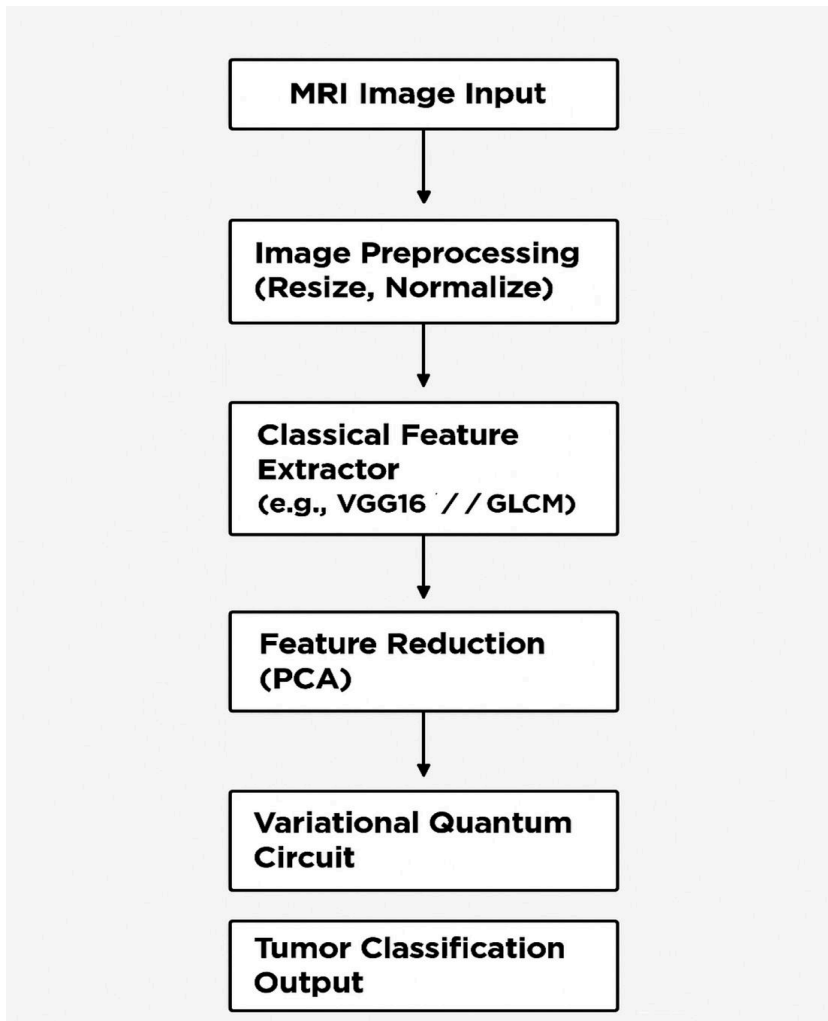 MRI Image Input
Image Preprocessing
(Resize, Normalize)
Classical Feature
Extractor
(e.g., VGG16 // GLCM)
Feature Reduction
(PCA)
Variational Quantum
Circuit
Tumor Classification
Output